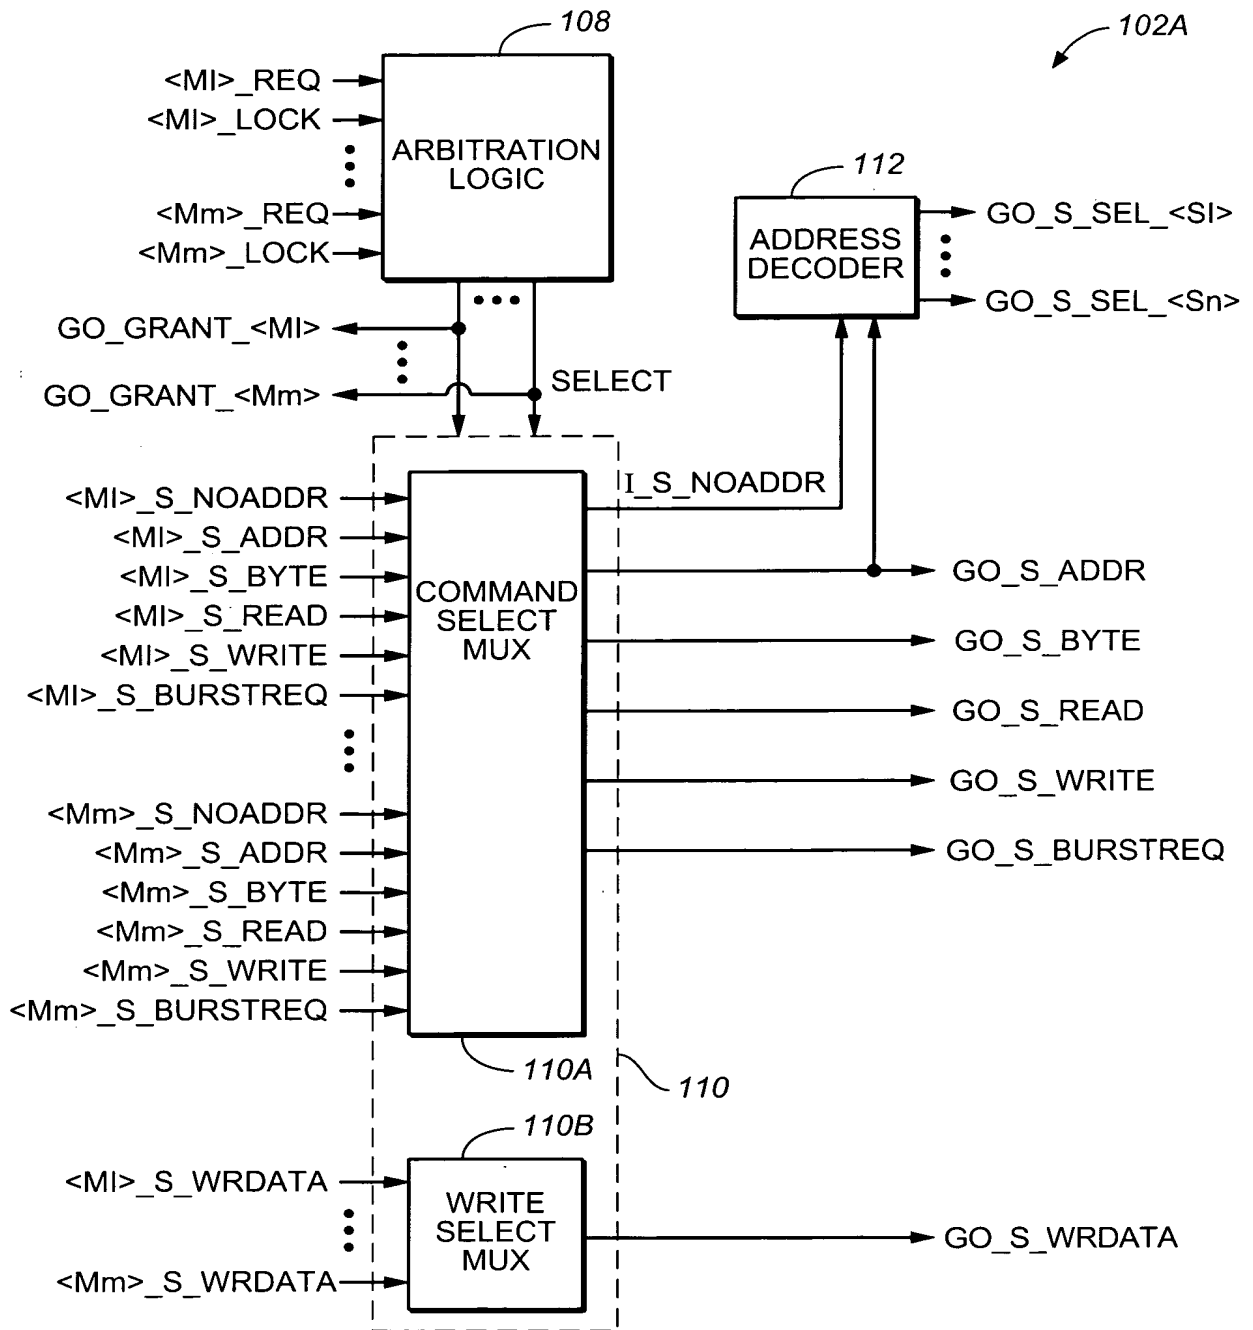 108
102A
<MI>_REQ
<MI>_LOCK
ARBITRATION
LOGIC
<Mm>_REQ
<Mm>_LOCK
112
ADDRESS
DECODER
GO_S_SEL_<SI>
GO_S_SEL_<Sn>
GO_GRANT_<MI>
GO_GRANT_<Mm>
SELECT
<MI>_S_NOADDR
<MI>_S_ADDR
<MI>_S_BYTE
<MI>_S_READ
<MI>_S_WRITE
<MI>_S_BURSTREQ
<Mm>_S_NOADDR
<Mm>_S_ADDR
<Mm>_S_BYTE
<Mm>_S_READ
<Mm>_S_WRITE
<Mm>_S_BURSTREQ
COMMAND
SELECT
MUX
I_S_NOADDR
GO_S_ADDR
GO_S_BYTE
GO_S_READ
GO_S_WRITE
GO_S_BURSTREQ
110A
110
110B
<MI>_S_WRDATA
<Mm>_S_WRDATA
WRITE
SELECT
MUX
GO_S_WRDATA